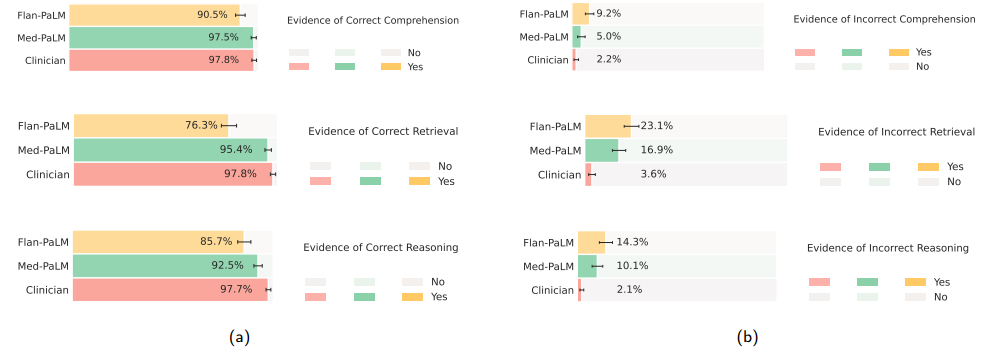 Flan-PaLM 90.5%
Med-PaLM 97.5%
Clinician 97.8%
Evidence of Correct Comprehension
No
Yes
Flan-PaLM 76.3%
Med-PaLM 95.4%
Clinician 97.8%
Evidence of Correct Retrieval
No
Yes
Flan-PaLM 85.7%
Med-PaLM 92.5%
Clinician 97.7%
Evidence of Correct Reasoning
No
Yes
(a)
Flan-PaLM 9.2%
Med-PaLM 5.0%
Clinician 2.2%
Evidence of Incorrect Comprehension
Yes
No
Flan-PaLM 23.1%
Med-PaLM 16.9%
Clinician 3.6%
Evidence of Incorrect Retrieval
Yes
No
Flan-PaLM 14.3%
Med-PaLM 10.1%
Clinician 2.1%
Evidence of Incorrect Reasoning
Yes
No
(b)